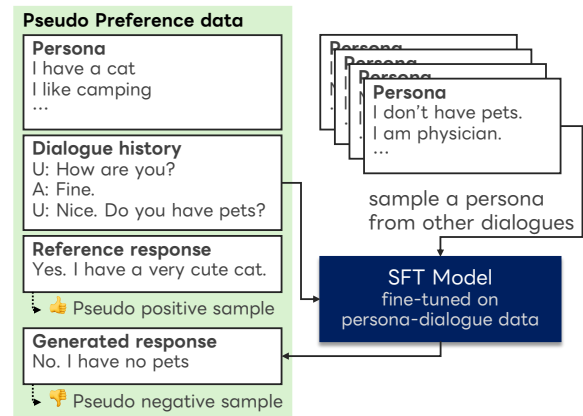 Pseudo Preference data
Persona
I have a cat
I like camping
...
Dialogue history
U: How are you?
A: Fine.
U: Nice. Do you have pets?
Reference response
Yes. I have a very cute cat.
👍 Pseudo positive sample
Generated response
No. I have no pets
👎 Pseudo negative sample
Persona
Persona
Persona
Persona
I don't have pets.
I am physician.
...
sample a persona
from other dialogues
SFT Model
fine-tuned on
persona-dialogue data